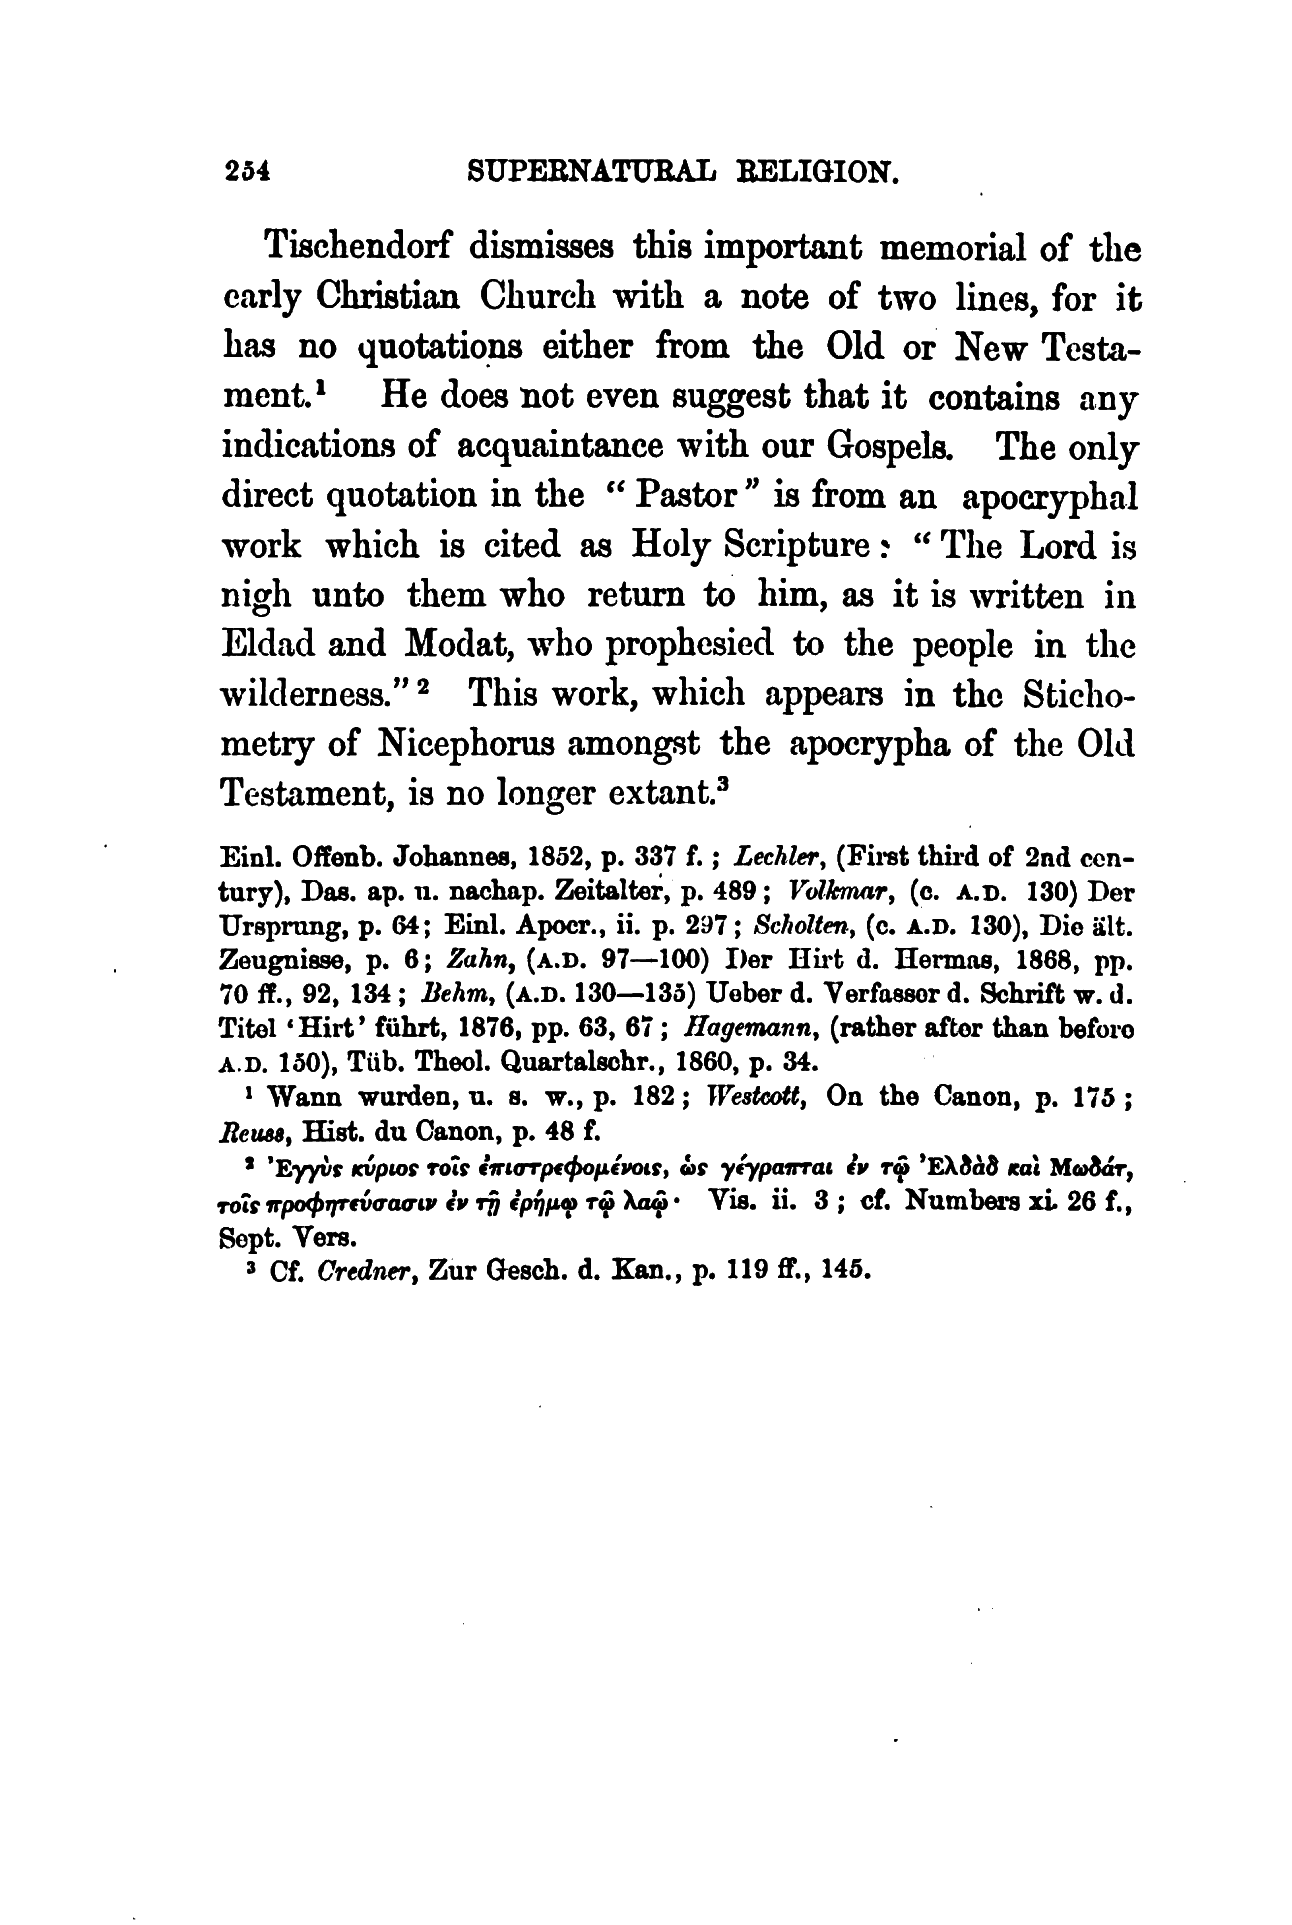 254 SUPERNATURAL RELIGION.
Tischendorf dismisses this important memorial of the
early Christian Church with a note of two lines, for it
has no quotations either from the Old or New Testa-
ment.¹ He does not even suggest that it contains any
indications of acquaintance with our Gospels. The only
direct quotation in the “Pastor” is from an apocryphal
work which is cited as Holy Scripture: “The Lord is
nigh unto them who return to him, as it is written in
Eldad and Modat, who prophesied to the people in the
wilderness.”² This work, which appears in the Sticho-
metry of Nicephorus amongst the apocrypha of the Old
Testament, is no longer extant.³
Einl. Offenb. Johannes, 1852, p. 337 f.; Lechler, (First third of 2nd cen-
tury), Das. ap. u. nachap. Zeitalter, p. 489; Volkmar, (c. A.D. 130) Der
Ursprung, p. 64; Einl. Apocr., ii. p. 297; Scholten, (c. A.D. 130), Die ält.
Zeugnisse, p. 6; Zahn, (A.D. 97—100) Der Hirt d. Hermas, 1868, pp.
70 ff., 92, 134; Behm, (A.D. 130—135) Ueber d. Verfasser d. Schrift w. d.
Titel ‘Hirt’ führt, 1876, pp. 63, 67; Hagemann, (rather after than before
A.D. 150), Tüb. Theol. Quartalschr., 1860, p. 34.
¹ Wann wurden, u. s. w., p. 182; Westcott, On the Canon, p. 175;
Reuss, Hist. du Canon, p. 48 f.
² Ἐγγὺς κύριος τοῖς ἐπιστρεφομένοις, ὡς γέγραπται ἐν τῷ Ἐλδὰδ καὶ Μωδάτ,
τοῖς προφητεύσασιν ἐν τῇ ἐρήμῳ τῷ λαῷ· Vis. ii. 3; cf. Numbers xi. 26 f.,
Sept. Vers.
³ Cf. Credner, Zur Gesch. d. Kan., p. 119 ff., 145.